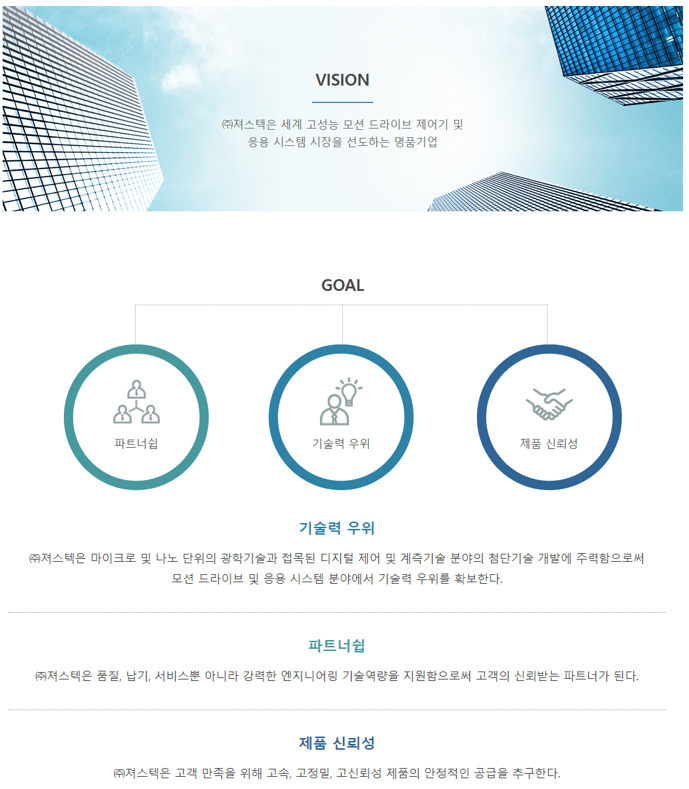 VISION
㈜져스텍은 세계 고성능 모션 드라이브 제어기 및
응용 시스템 시장을 선도하는 명품기업
GOAL
파트너쉽
기술력 우위
제품 신뢰성
기술력 우위
㈜져스텍은 마이크로 및 나노 단위의 광학기술과 접목된 디지털 제어 및 계측기술 분야의 첨단기술 개발에 주력함으로써
모션 드라이브 및 응용 시스템 분야에서 기술력 우위를 확보한다.
파트너쉽
㈜져스텍은 품질, 납기, 서비스뿐 아니라 강력한 엔지니어링 기술역량을 지원함으로써 고객의 신뢰받는 파트너가 된다.
제품 신뢰성
㈜져스텍은 고객 만족을 위해 고속, 고정밀, 고신뢰성 제품의 안정적인 공급을 추구한다.